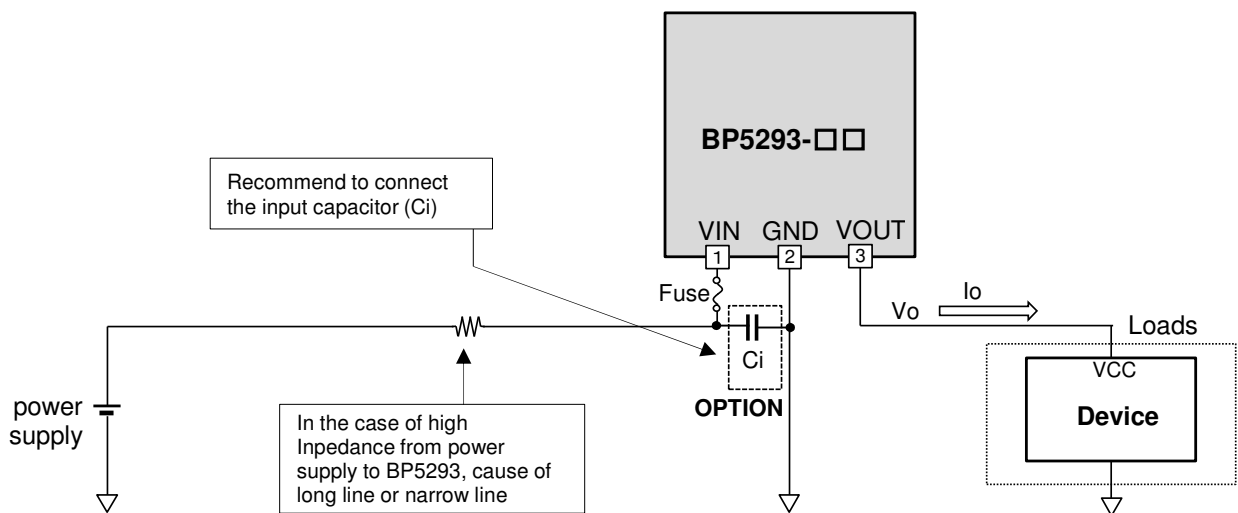 BP5293-□□
Recommend to connect
the input capacitor (Ci)
VIN GND VOUT
1 2 3
Fuse
Io
Vo
Loads
Ci
VCC
OPTION
Device
power
supply
In the case of high
Inpedance from power
supply to BP5293, cause of
long line or narrow line